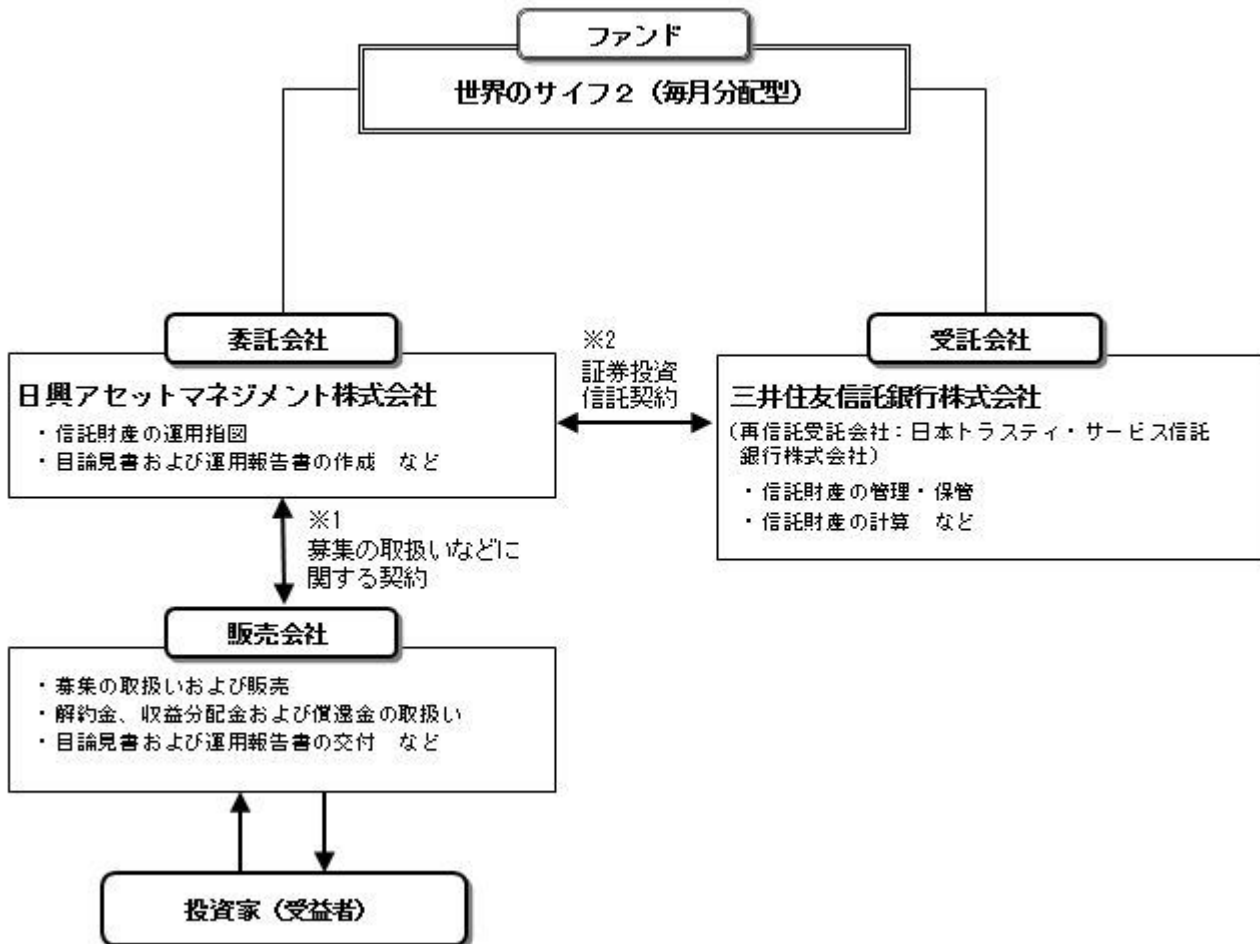 ファンド
世界のサイフ２（毎月分配型）
委託会社
日興アセットマネジメント株式会社
・信託財産の運用指図
・目論見書および運用報告書の作成　など
※2
証券投資
信託契約
受託会社
三井住友信託銀行株式会社
（再信託受託会社：日本トラスティ・サービス信託
銀行株式会社）
・信託財産の管理・保管
・信託財産の計算　など
※1
募集の取扱いなどに
関する契約
販売会社
・募集の取扱いおよび販売
・解約金、収益分配金および償還金の取扱い
・目論見書および運用報告書の交付　など
投資家（受益者）